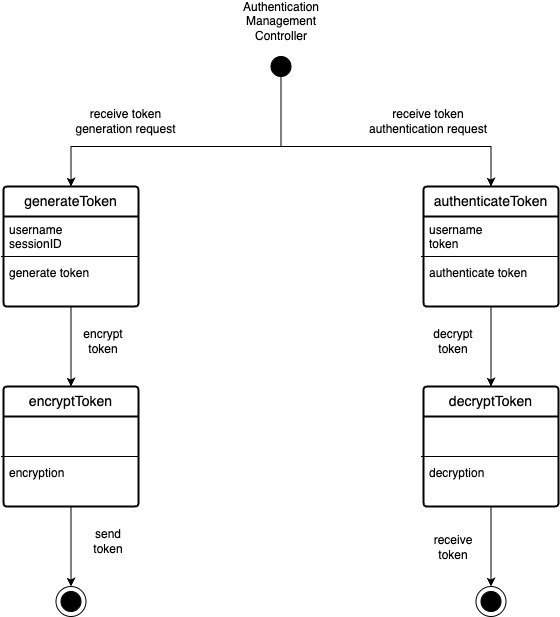 Authentication
Management
Controller
receive token
generation request
receive token
authentication request
generateToken
username
sessionID
generate token
authenticateToken
username
token
authenticate token
encrypt
token
decrypt
token
encryptToken
encryption
decryptToken
decryption
send
token
receive
token